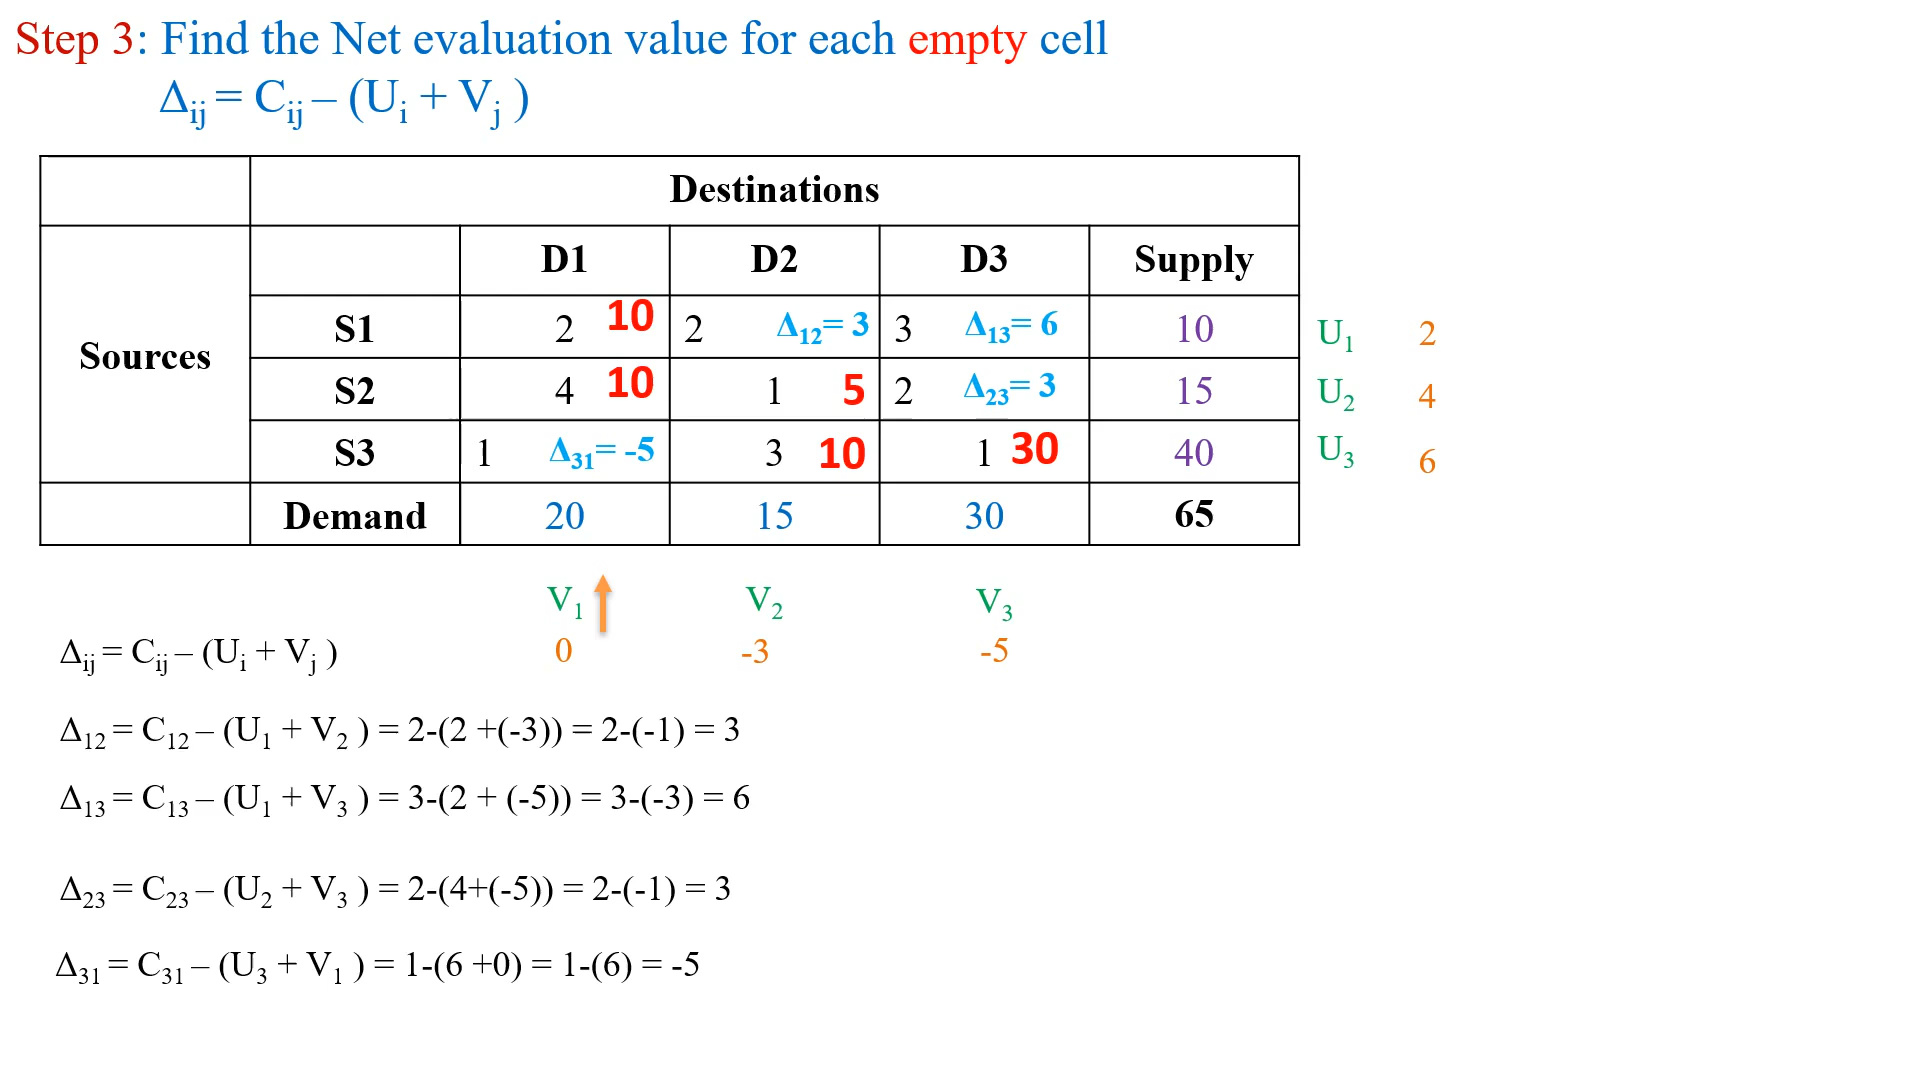 Step 3: Find the Net evaluation value for each empty cell
Δij = Cij – (Ui + Vj )
Destinations
Sources D1 D2 D3 Supply
S1 2 10 2 Δ12= 3 3 Δ13= 6 10 U1 2
S2 4 10 1 5 2 Δ23= 3 15 U2 4
S3 1 Δ31= -5 3 10 1 30 40 U3 6
Demand 20 15 30 65
V1 V2 V3
0 -3 -5
Δij = Cij – (Ui + Vj )
Δ12 = C12 – (U1 + V2 ) = 2-(2 +(-3)) = 2-(-1) = 3
Δ13 = C13 – (U1 + V3 ) = 3-(2 + (-5)) = 3-(-3) = 6
Δ23 = C23 – (U2 + V3 ) = 2-(4+(-5)) = 2-(-1) = 3
Δ31 = C31 – (U3 + V1 ) = 1-(6 +0) = 1-(6) = -5